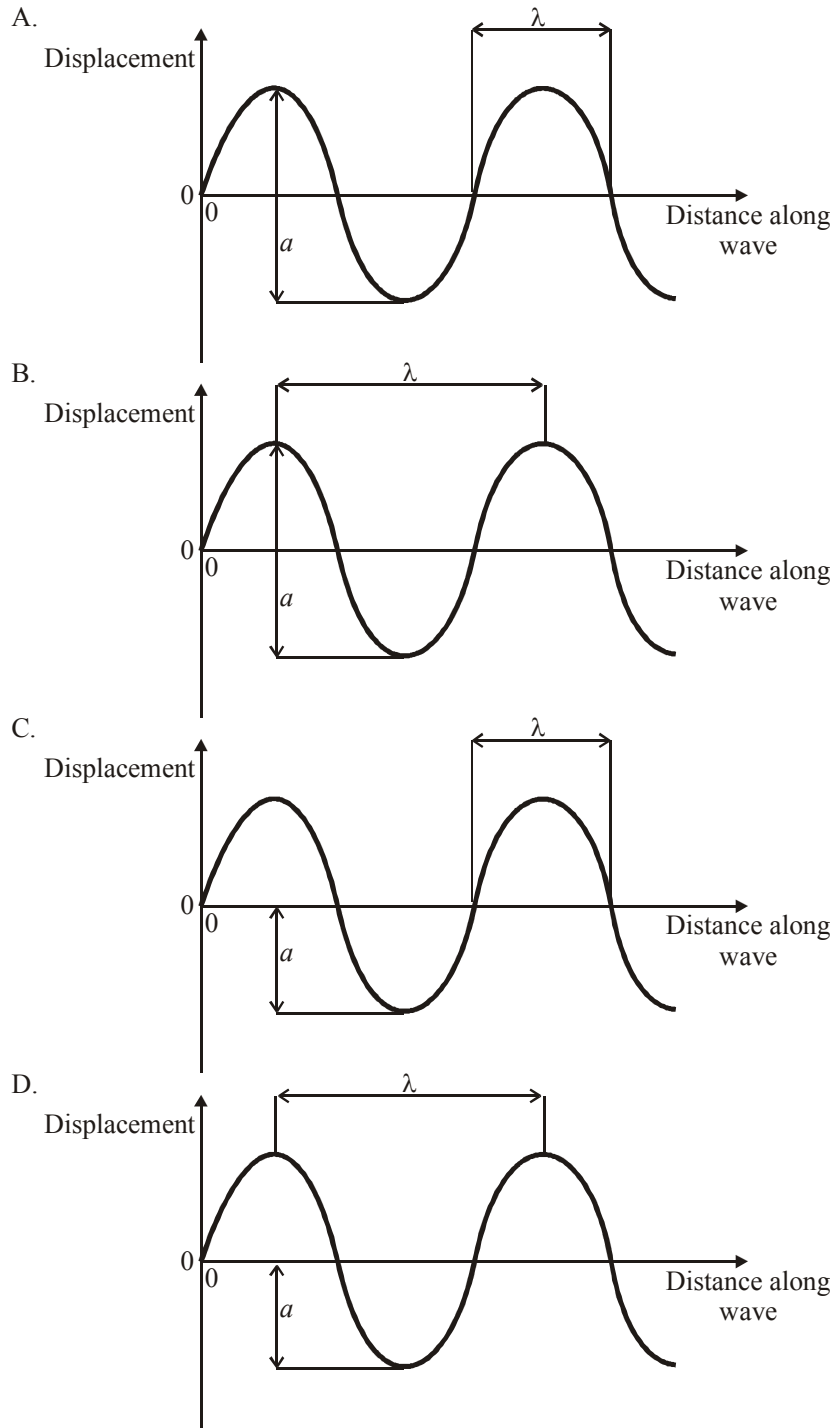 A.
λ
Displacement
0
0
a
Distance along
wave
B.
λ
Displacement
0
0
a
Distance along
wave
C.
λ
Displacement
0
0
a
Distance along
wave
D.
λ
Displacement
0
0
a
Distance along
wave